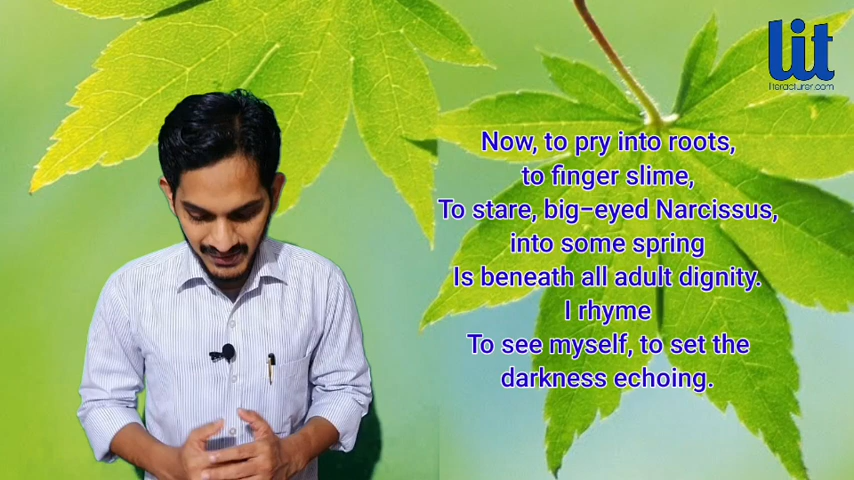 lit
literacturer.com
Now, to pry into roots,
to finger slime,
To stare, big-eyed Narcissus,
into some spring
Is beneath all adult dignity.
I rhyme
To see myself, to set the
darkness echoing.